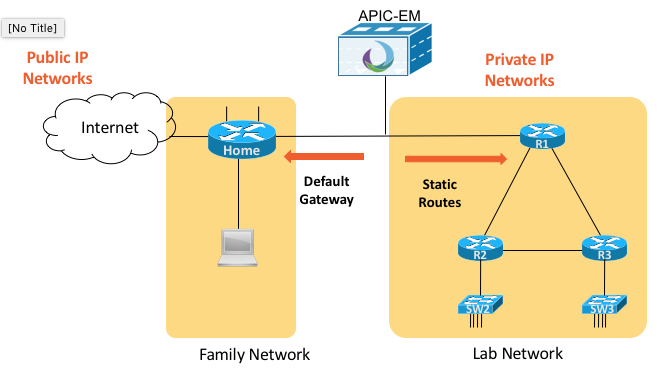 [No Title]
APIC-EM
Public IP
Networks
Private IP
Networks
Internet
Home
R1
Default
Gateway
Static
Routes
R2
R3
SW2
SW3
Family Network
Lab Network